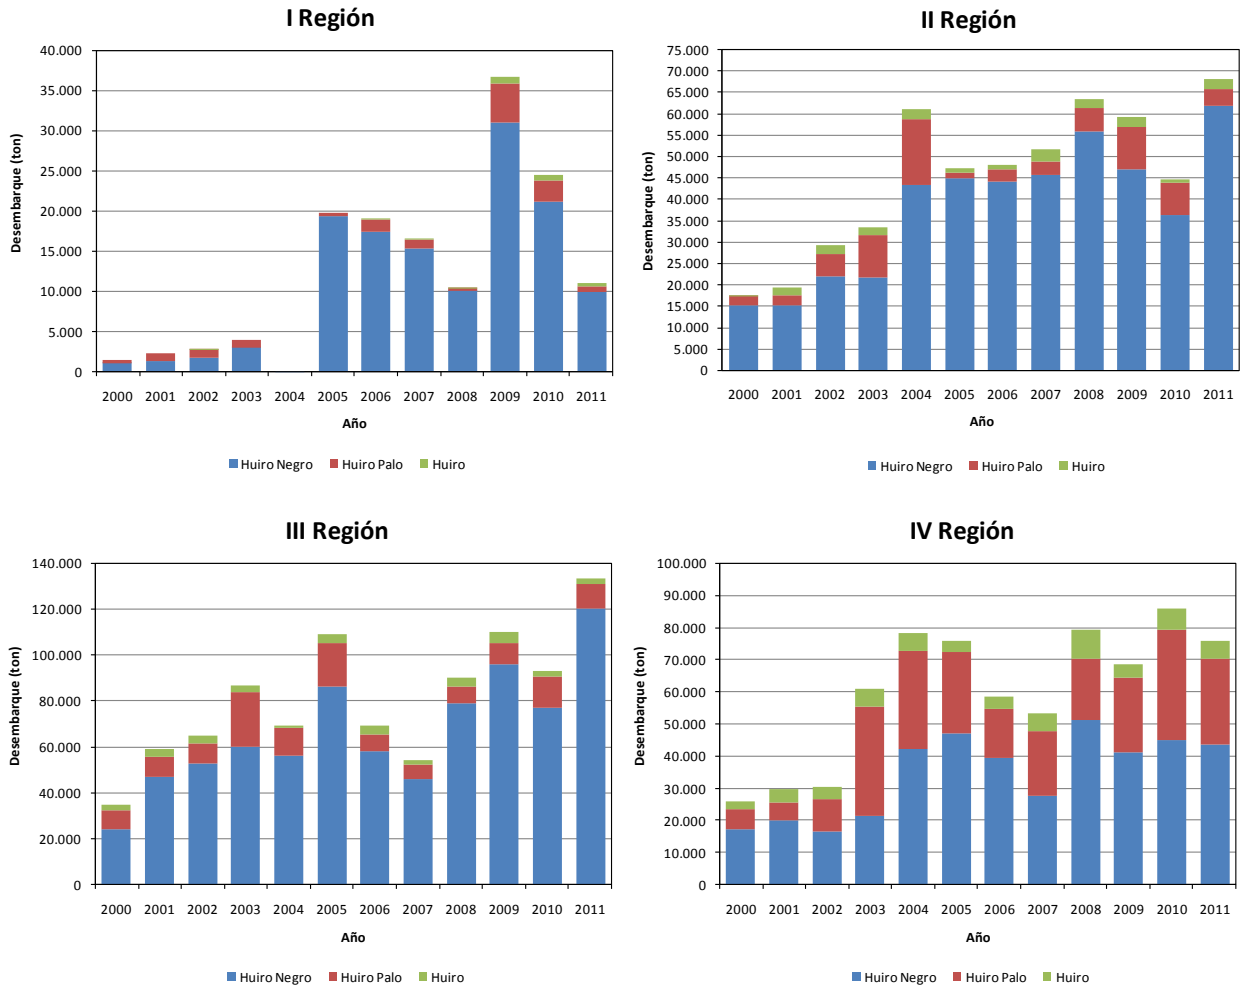 I Región
40.000
35.000
30.000
25.000
20.000
15.000
10.000
5.000
0
Desembarque (ton)
2000 2001 2002 2003 2004 2005 2006 2007 2008 2009 2010 2011
Año
Huiro Negro Huiro Palo Huiro
II Región
75.000
70.000
65.000
60.000
55.000
50.000
45.000
40.000
35.000
30.000
25.000
20.000
15.000
10.000
5.000
0
Desembarque (ton)
2000 2001 2002 2003 2004 2005 2006 2007 2008 2009 2010 2011
Año
Huiro Negro Huiro Palo Huiro
III Región
140.000
120.000
100.000
80.000
60.000
40.000
20.000
0
Desembarque (ton)
2000 2001 2002 2003 2004 2005 2006 2007 2008 2009 2010 2011
Año
Huiro Negro Huiro Palo Huiro
IV Región
100.000
90.000
80.000
70.000
60.000
50.000
40.000
30.000
20.000
10.000
0
Desembarque (ton)
2000 2001 2002 2003 2004 2005 2006 2007 2008 2009 2010 2011
Año
Huiro Negro Huiro Palo Huiro